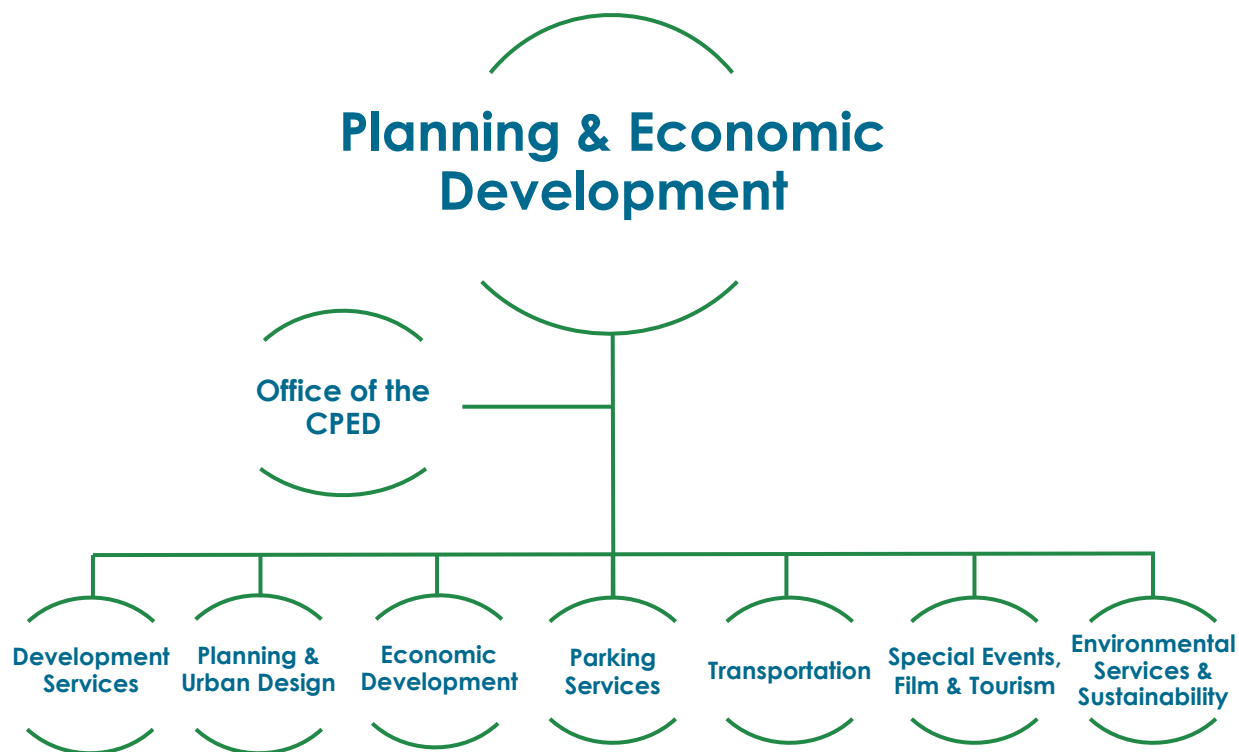 Planning & Economic
Development
Office of the
CPED
Development
Services
Planning &
Urban Design
Economic
Development
Parking
Services
Transportation
Special Events,
Film & Tourism
Environmental
Services &
Sustainability